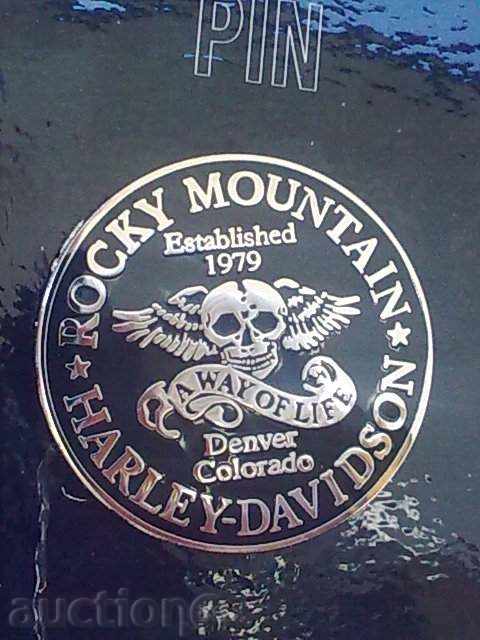 PIN
ROCKY MOUNTAIN
Established
1979
A WAY OF LIFE
Denver
Colorado
HARLEY-DAVIDSON
auction